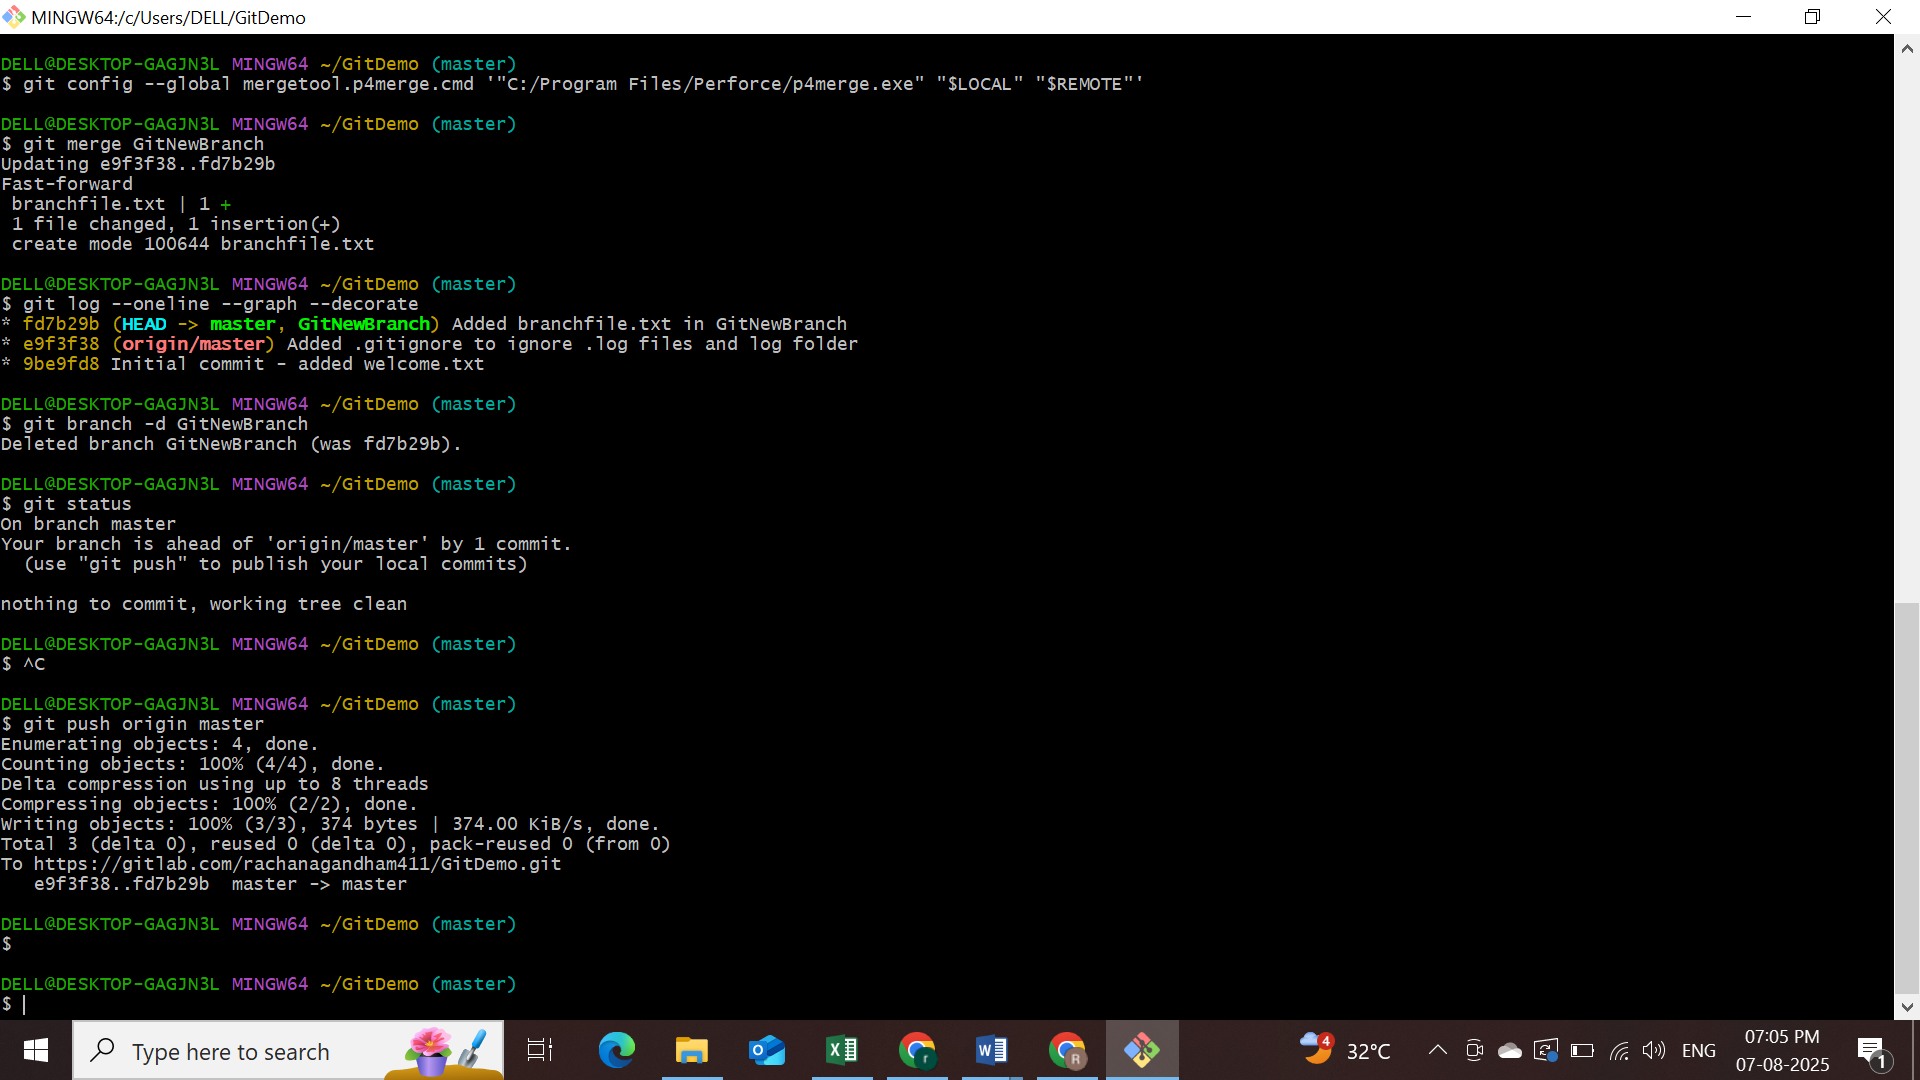 MINGW64:/c/Users/DELL/GitDemo
DELL@DESKTOP-GAGJN3L MINGW64 ~/GitDemo (master)
$ git config --global mergetool.p4merge.cmd '"C:/Program Files/Perforce/p4merge.exe" "$LOCAL" "$REMOTE"'
DELL@DESKTOP-GAGJN3L MINGW64 ~/GitDemo (master)
$ git merge GitNewBranch
Updating e9f3f38..fd7b29b
Fast-forward
 branchfile.txt | 1 +
 1 file changed, 1 insertion(+)
 create mode 100644 branchfile.txt
DELL@DESKTOP-GAGJN3L MINGW64 ~/GitDemo (master)
$ git log --oneline --graph --decorate
* fd7b29b (HEAD -> master, GitNewBranch) Added branchfile.txt in GitNewBranch
* e9f3f38 (origin/master) Added .gitignore to ignore .log files and log folder
* 9be9fd8 Initial commit - added welcome.txt
DELL@DESKTOP-GAGJN3L MINGW64 ~/GitDemo (master)
$ git branch -d GitNewBranch
Deleted branch GitNewBranch (was fd7b29b).
DELL@DESKTOP-GAGJN3L MINGW64 ~/GitDemo (master)
$ git status
On branch master
Your branch is ahead of 'origin/master' by 1 commit.
  (use "git push" to publish your local commits)
nothing to commit, working tree clean
DELL@DESKTOP-GAGJN3L MINGW64 ~/GitDemo (master)
$ ^C
DELL@DESKTOP-GAGJN3L MINGW64 ~/GitDemo (master)
$ git push origin master
Enumerating objects: 4, done.
Counting objects: 100% (4/4), done.
Delta compression using up to 8 threads
Compressing objects: 100% (2/2), done.
Writing objects: 100% (3/3), 374 bytes | 374.00 KiB/s, done.
Total 3 (delta 0), reused 0 (delta 0), pack-reused 0 (from 0)
To https://gitlab.com/rachanagandham411/GitDemo.git
   e9f3f38..fd7b29b  master -> master
DELL@DESKTOP-GAGJN3L MINGW64 ~/GitDemo (master)
$
DELL@DESKTOP-GAGJN3L MINGW64 ~/GitDemo (master)
$
Type here to search
4
32°C
ENG
07:05 PM
07-08-2025
1